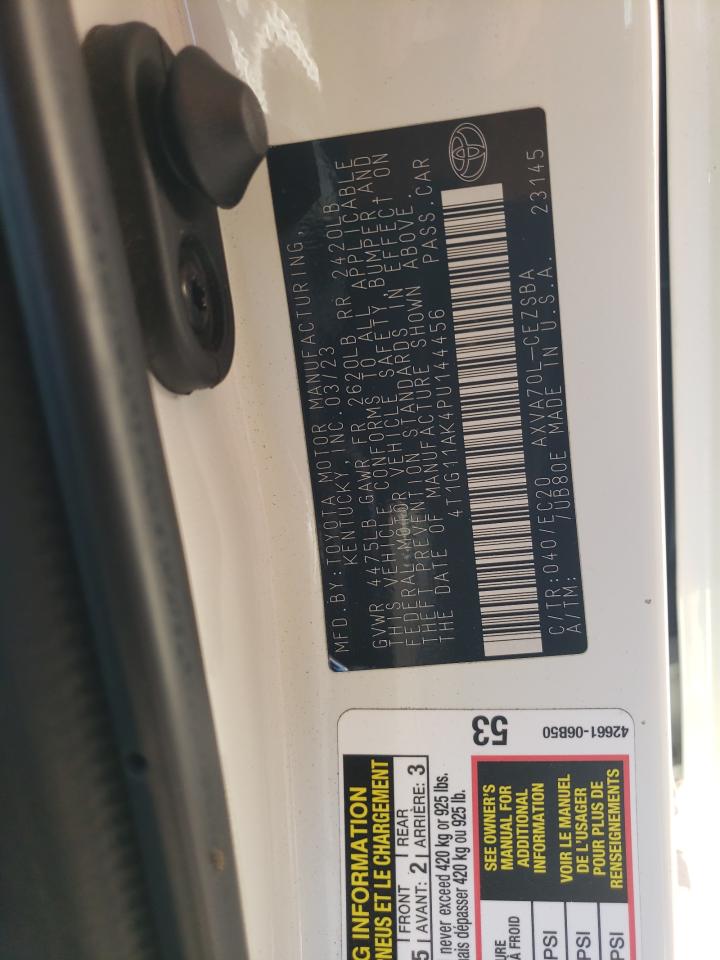 MFD.BY:TOYOTA MOTOR MANUFACTURING,
KENTUCKY, INC. 03/23
GVWR 4475LB GAWR FR 2620LB RR 2420LB
THIS VEHICLE CONFORMS TO ALL APPLICABLE
FEDERAL MOTOR VEHICLE SAFETY, BUMPER, AND
THEFT PREVENTION STANDARDS IN EFFECT ON
THE DATE OF MANUFACTURE SHOWN ABOVE.
4T1G11AK4PU144456 PASS.CAR
C/TR:040/EC20 AXVA70L-CEZSBA
A/TM: /UB80E MADE IN U.S.A. 23145
G INFORMATION
PNEUS ET LE CHARGEMENT
5 FRONT 2 REAR 3
AVANT: ARRIÈRE:
never exceed 420 kg or 925 lbs.
mais dépasser 420 kg ou 925 lb.
53
42661-06B50
SEE OWNER'S
MANUAL FOR
ADDITIONAL
INFORMATION
VOIR LE MANUEL
DE L'USAGER
POUR PLUS DE
RENSEIGNEMENTS
URE
À FROID
PSI
PSI
PSI